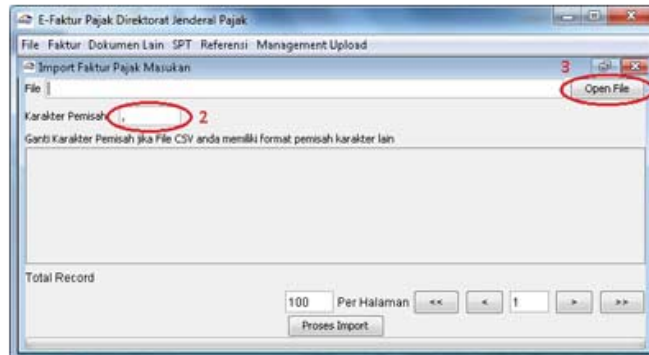 E-Faktur Pajak Direktorat Jenderal Pajak
File Faktur Dokumen Lain SPT Referensi Management Upload
Import Faktur Pajak Masukan 3
File Open File
Karakter Pemisah , 2
Ganti Karakter Pemisah jika File CSV anda memiliki format pemisah karakter lain
Total Record
100 Per Halaman << < 1 > >>
Proses Import